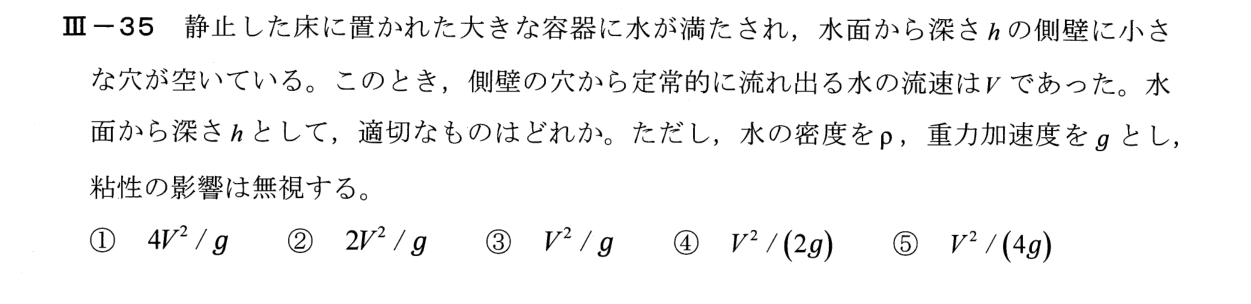 Ⅲ－35　静止した床に置かれた大きな容器に水が満たされ，水面から深さ h の側壁に小さ
な穴が空いている。このとき，側壁の穴から定常的に流れ出る水の流速はV であった。水
面から深さ h として，適切なものはどれか。ただし，水の密度をρ，重力加速度を g とし，
粘性の影響は無視する。
①　4V² / g　　②　2V² / g　　③　V² / g　　④　V² / (2g)　　⑤　V² / (4g)